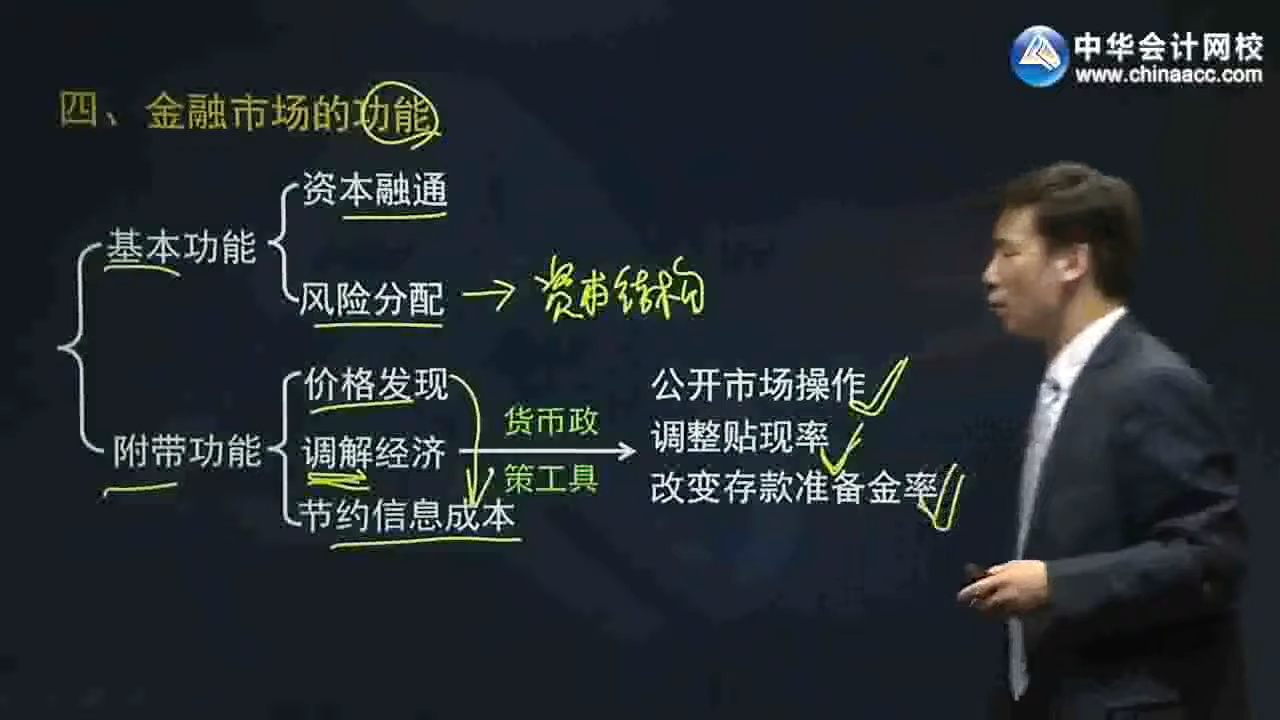 中华会计网校
www.chinaacc.com
四、金融市场的功能
基本功能
资本融通
风险分配
资本结构
附带功能
价格发现
调解经济
节约信息成本
货币政
策工具
公开市场操作
调整贴现率
改变存款准备金率